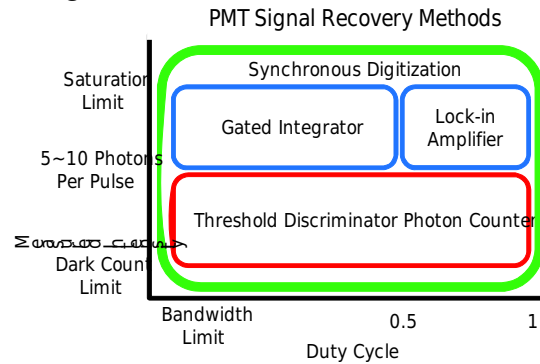 PMT Signal Recovery Methods
Saturation
Limit
Synchronous Digitization
Gated Integrator
Lock-in
Amplifier
5~10 Photons
Per Pulse
Threshold Discriminator Photon Counter
Dark Count
Limit
Bandwidth
Limit
0.5
1
Duty Cycle